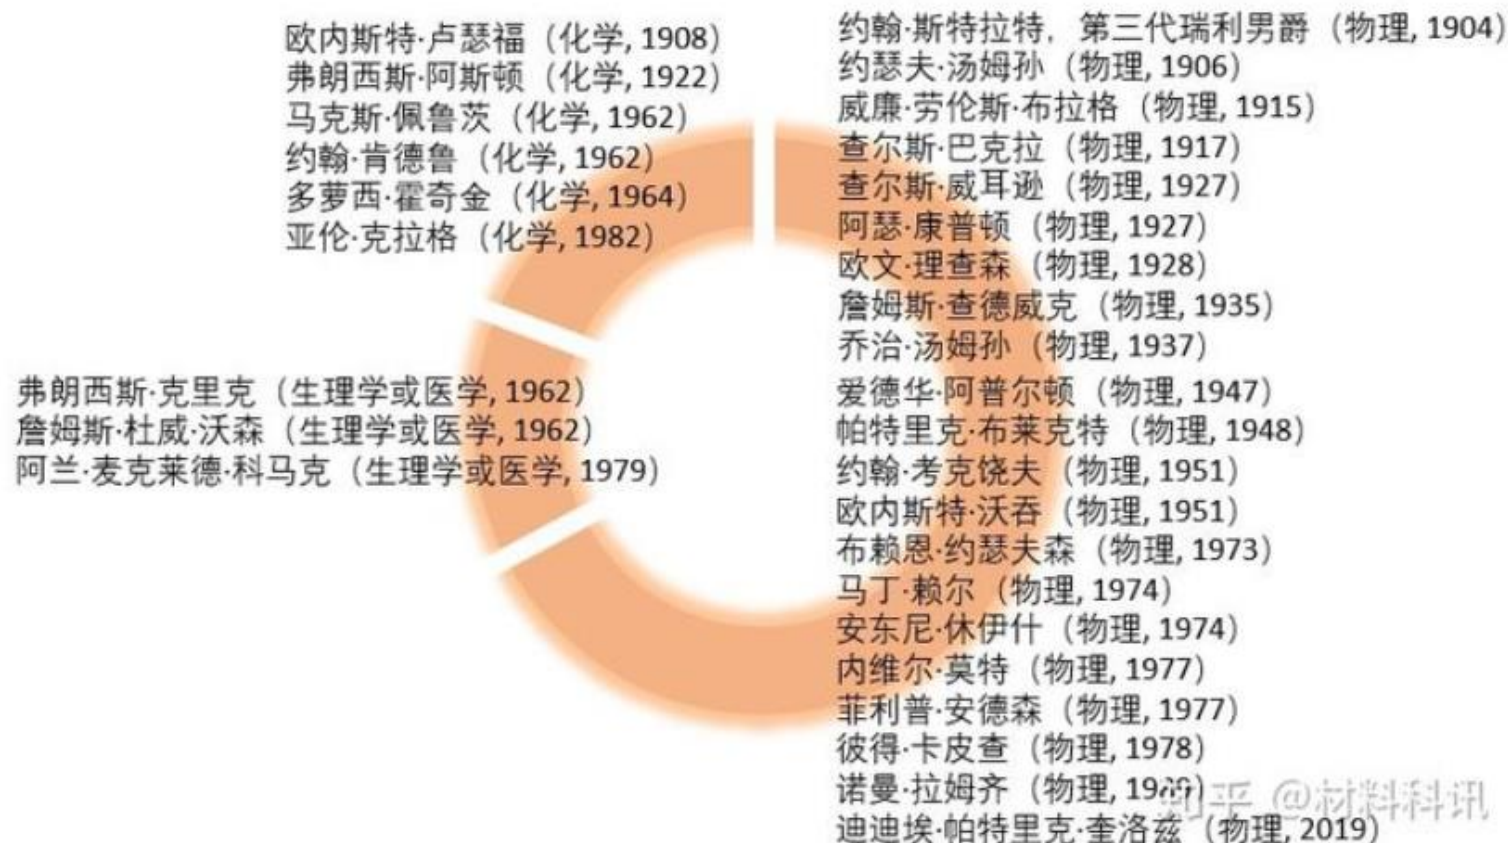 欧内斯特·卢瑟福（化学, 1908）
弗朗西斯·阿斯顿（化学, 1922）
马克斯·佩鲁茨（化学, 1962）
约翰·肯德鲁（化学, 1962）
多萝西·霍奇金（化学, 1964）
亚伦·克拉格（化学, 1982）
弗朗西斯·克里克（生理学或医学, 1962）
詹姆斯·杜威·沃森（生理学或医学, 1962）
阿兰·麦克莱德·科马克（生理学或医学, 1979）
约翰·斯特拉特，第三代瑞利男爵（物理, 1904）
约瑟夫·汤姆孙（物理, 1906）
威廉·劳伦斯·布拉格（物理, 1915）
查尔斯·巴克拉（物理, 1917）
查尔斯·威耳逊（物理, 1927）
阿瑟·康普顿（物理, 1927）
欧文·理查森（物理, 1928）
詹姆斯·查德威克（物理, 1935）
乔治·汤姆孙（物理, 1937）
爱德华·阿普尔顿（物理, 1947）
帕特里克·布莱克特（物理, 1948）
约翰·考克饶夫（物理, 1951）
欧内斯特·沃吞（物理, 1951）
布赖恩·约瑟夫森（物理, 1973）
马丁·赖尔（物理, 1974）
安东尼·休伊什（物理, 1974）
内维尔·莫特（物理, 1977）
菲利普·安德森（物理, 1977）
彼得·卡皮查（物理, 1978）
诺曼·拉姆齐（物理,
迪迪埃·帕特里克·奎洛兹（物理, 2019）
知乎 @材料科讯